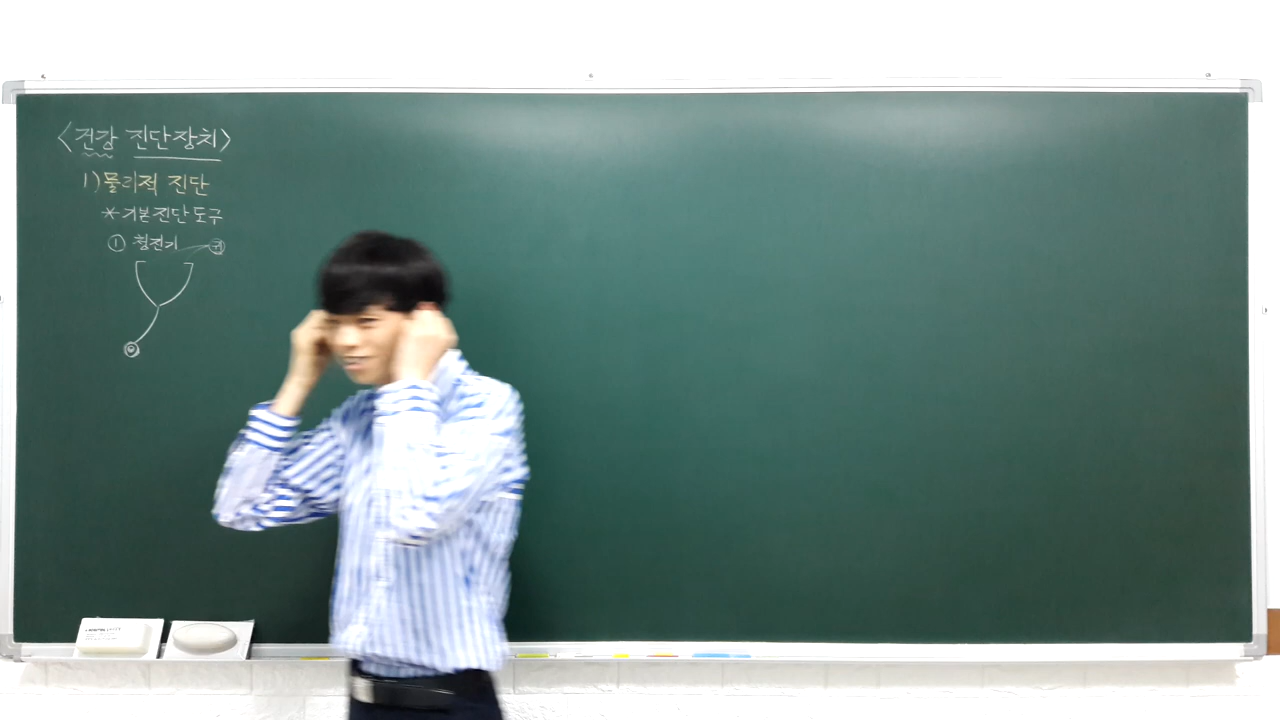 <건강 진단장치>
1) 물리적 진단
* 기본 진단 도구
① 청진기 귀